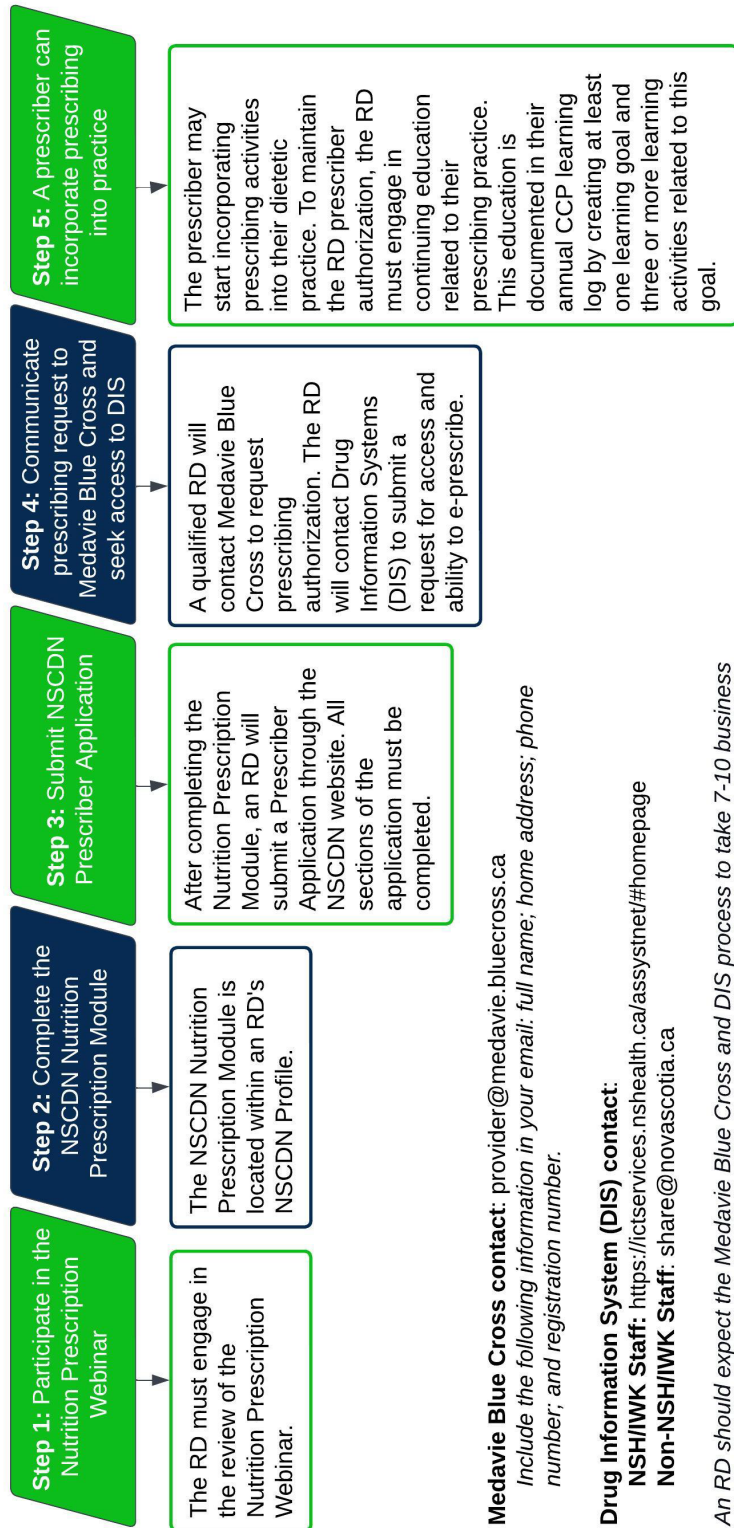 Step 1: Participate in the
Nutrition Prescription
Webinar
The RD must engage in
the review of the
Nutrition Prescription
Webinar.
Step 2: Complete the
NSCDN Nutrition
Prescription Module
The NSCDN Nutrition
Prescription Module is
located within an RD's
NSCDN Profile.
Step 3: Submit NSCDN
Prescriber Application
After completing the
Nutrition Prescription
Module, an RD will
submit a Prescriber
Application through the
NSCDN website. All
sections of the
application must be
completed.
Step 4: Communicate
prescribing request to
Medavie Blue Cross and
seek access to DIS
A qualified RD will
contact Medavie Blue
Cross to request
prescribing
authorization. The RD
will contact Drug
Information Systems
(DIS) to submit a
request for access and
ability to e-prescribe.
Step 5: A prescriber can
incorporate prescribing
into practice
The prescriber may
start incorporating
prescribing activities
into their dietetic
practice. To maintain
the RD prescriber
authorization, the RD
must engage in
continuing education
related to their
prescribing practice.
This education is
documented in their
annual CCP learning
log by creating at least
one learning goal and
three or more learning
activities related to this
goal.
Medavie Blue Cross contact: provider@medavie.bluecross.ca
Include the following information in your email: full name; home address; phone
number; and registration number.
Drug Information System (DIS) contact:
NSH/IWK Staff: https://ictservices.nshealth.ca/assystnet/#homepage
Non-NSH/IWK Staff: share@novascotia.ca
An RD should expect the Medavie Blue Cross and DIS process to take 7-10 business